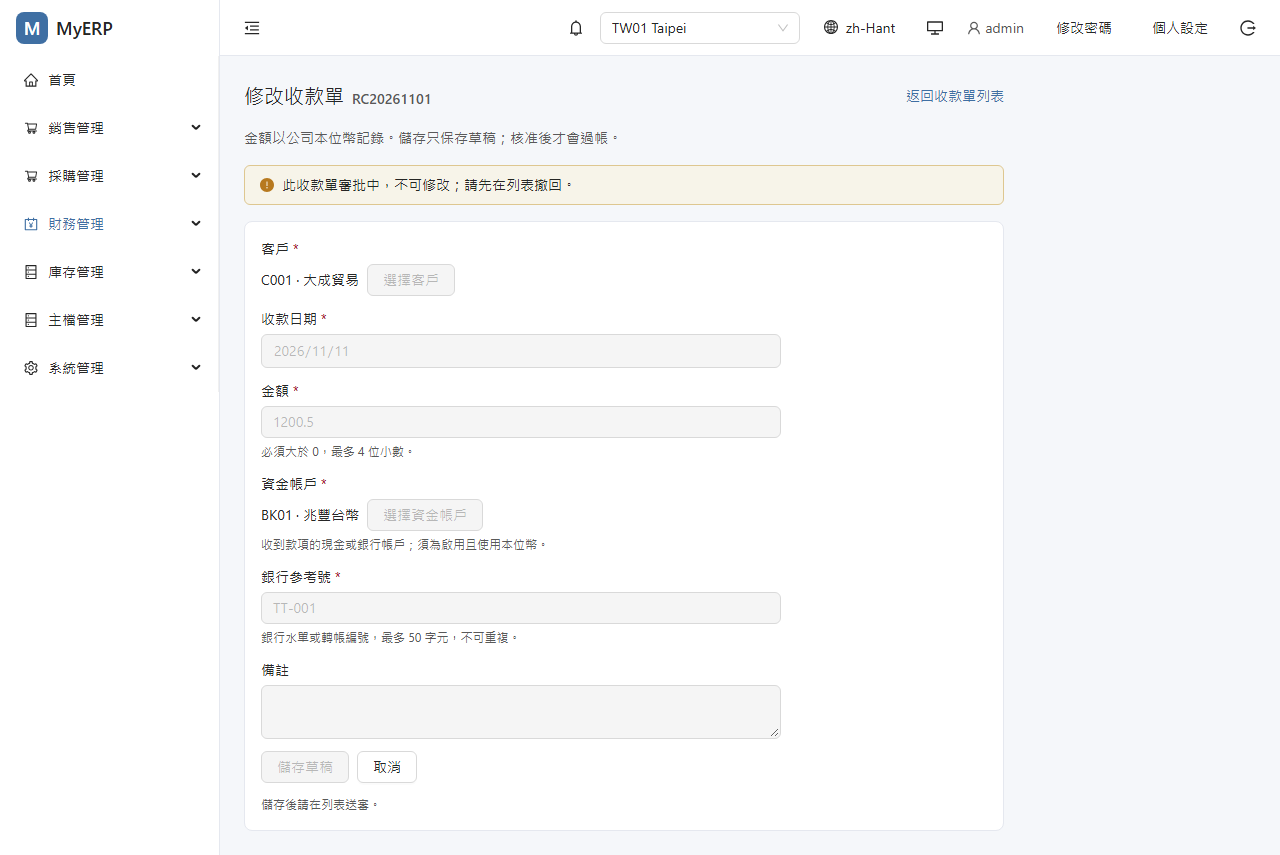 M MyERP
TW01 Taipei
zh-Hant
admin
修改密碼
個人設定
首頁
銷售管理
採購管理
財務管理
庫存管理
主檔管理
系統管理
修改收款單 RC20261101
返回收款單列表
金額以公司本位幣記錄。儲存只保存草稿；核准後才會過帳。
此收款單審批中，不可修改；請先在列表撤回。
客戶 *
C001 · 大成貿易 選擇客戶
收款日期 *
2026/11/11
金額 *
1200.5
必須大於 0，最多 4 位小數。
資金帳戶 *
BK01 · 兆豐台幣 選擇資金帳戶
收到款項的現金或銀行帳戶；須為啟用且使用本位幣。
銀行參考號 *
TT-001
銀行水單或轉帳編號，最多 50 字元，不可重複。
備註
儲存草稿 取消
儲存後請在列表送審。